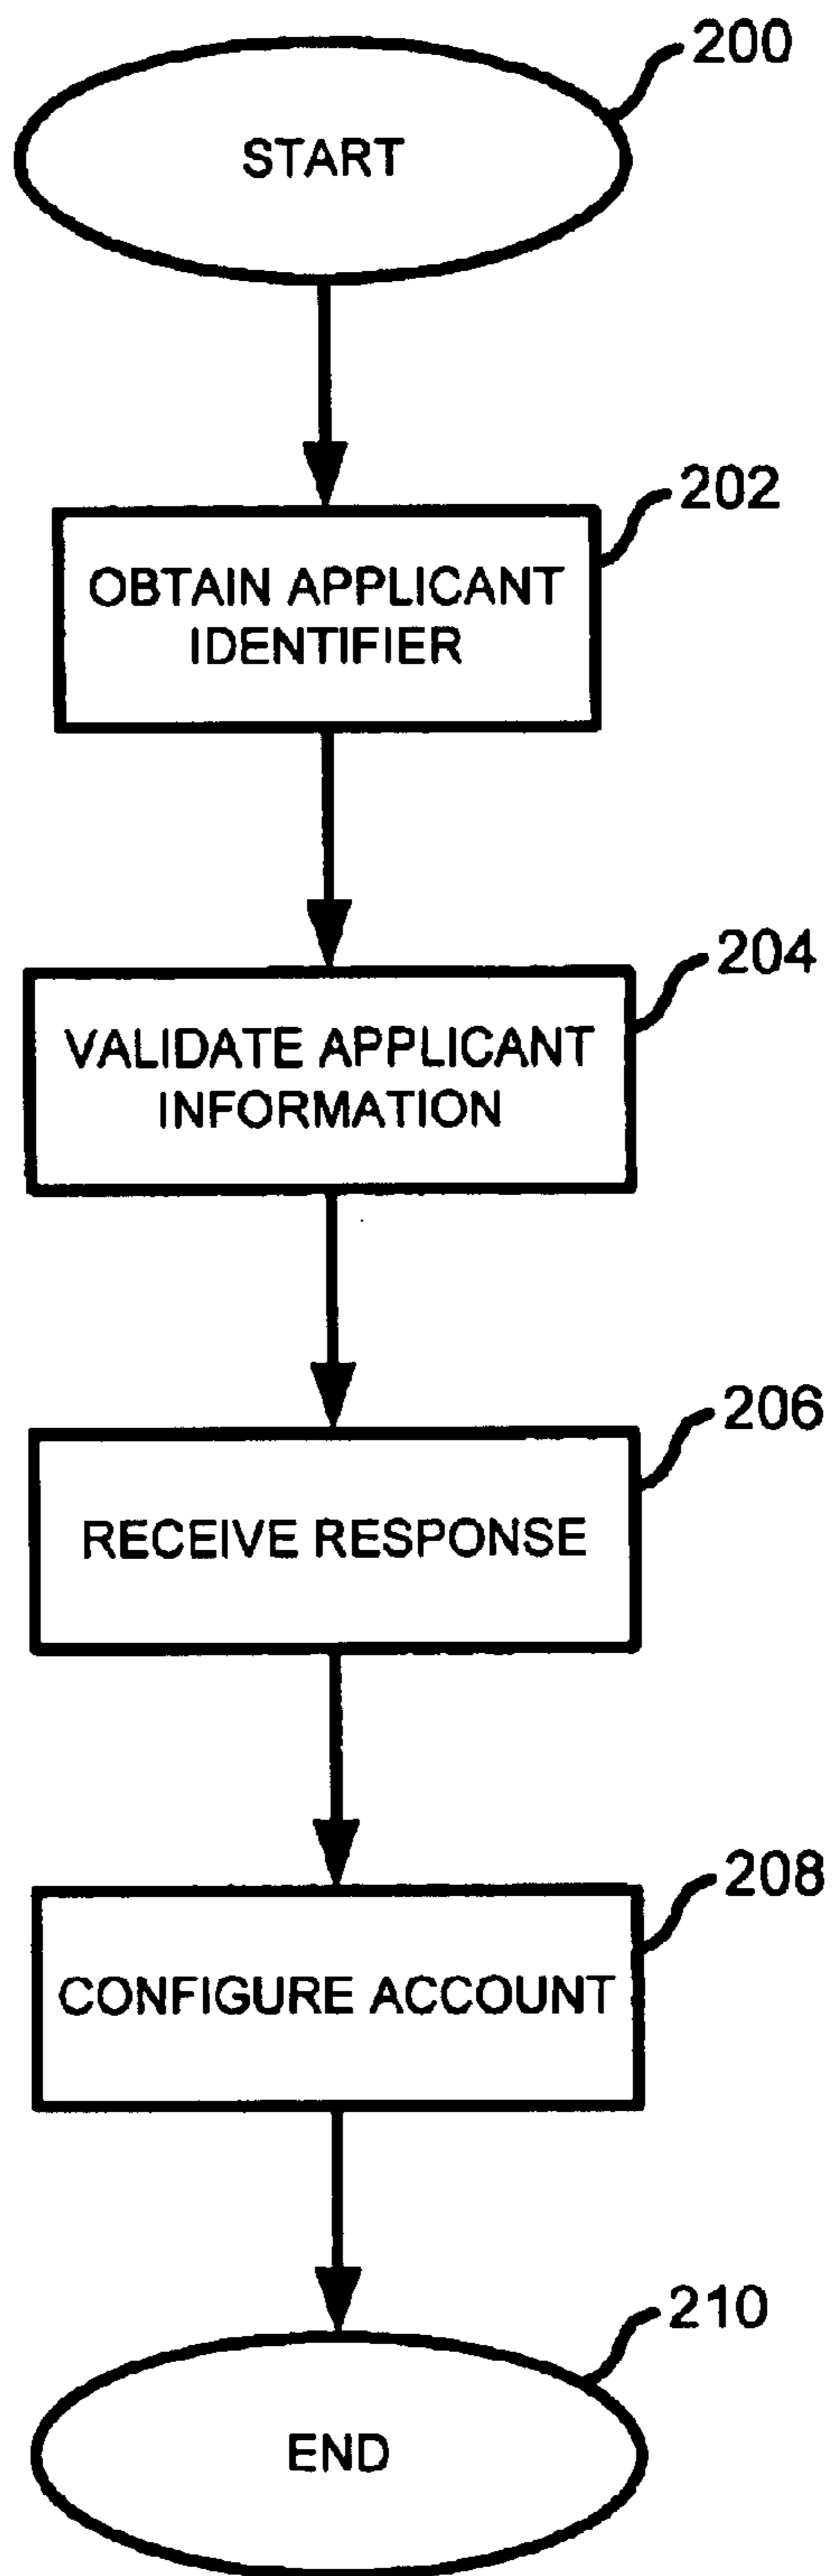 200
START
202
OBTAIN APPLICANT
IDENTIFIER
204
VALIDATE APPLICANT
INFORMATION
206
RECEIVE RESPONSE
208
CONFIGURE ACCOUNT
210
END